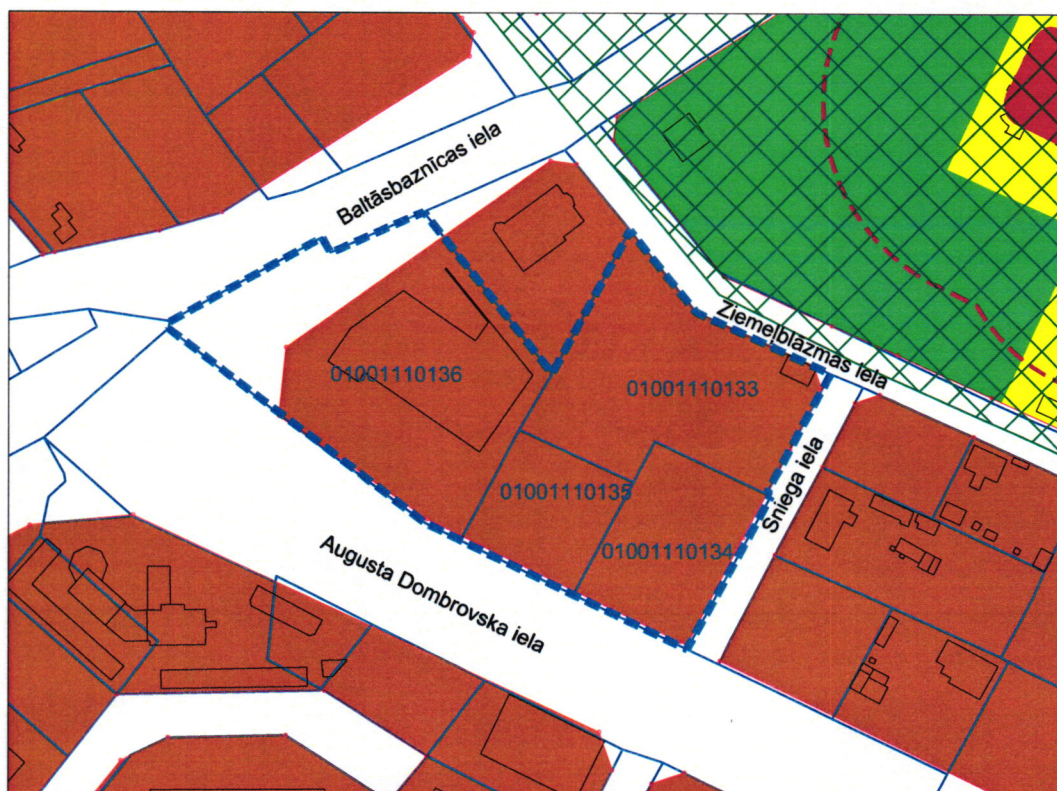 Baltāsbaznīcas iela
Ziemeļblāzmas iela
01001110136
01001110133
01001110135
Sniega iela
01001110134
Augusta Dombrovska iela